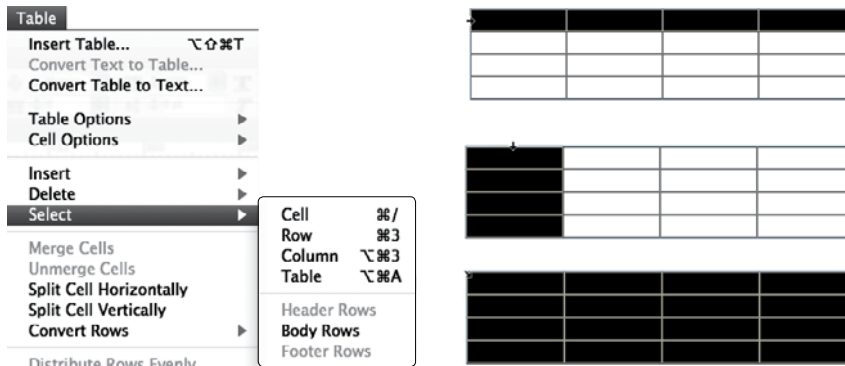 Table
Insert Table... ⌥⇧⌘T
Convert Text to Table...
Convert Table to Text...
Table Options
Cell Options
Insert
Delete
Select
Merge Cells
Unmerge Cells
Split Cell Horizontally
Split Cell Vertically
Convert Rows
Distribute Rows Evenly
Cell ⌘/
Row ⌘3
Column ⌥⌘3
Table ⌥⌘A
Header Rows
Body Rows
Footer Rows